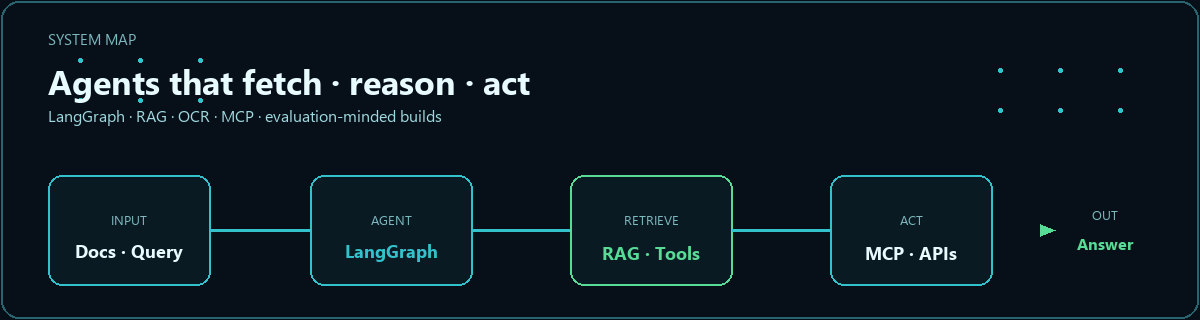 SYSTEM MAP
Agents that fetch · reason · act
LangGraph · RAG · OCR · MCP · evaluation-minded builds
INPUT
Docs · Query
AGENT
LangGraph
RETRIEVE
RAG · Tools
ACT
MCP · APIs
OUT
Answer